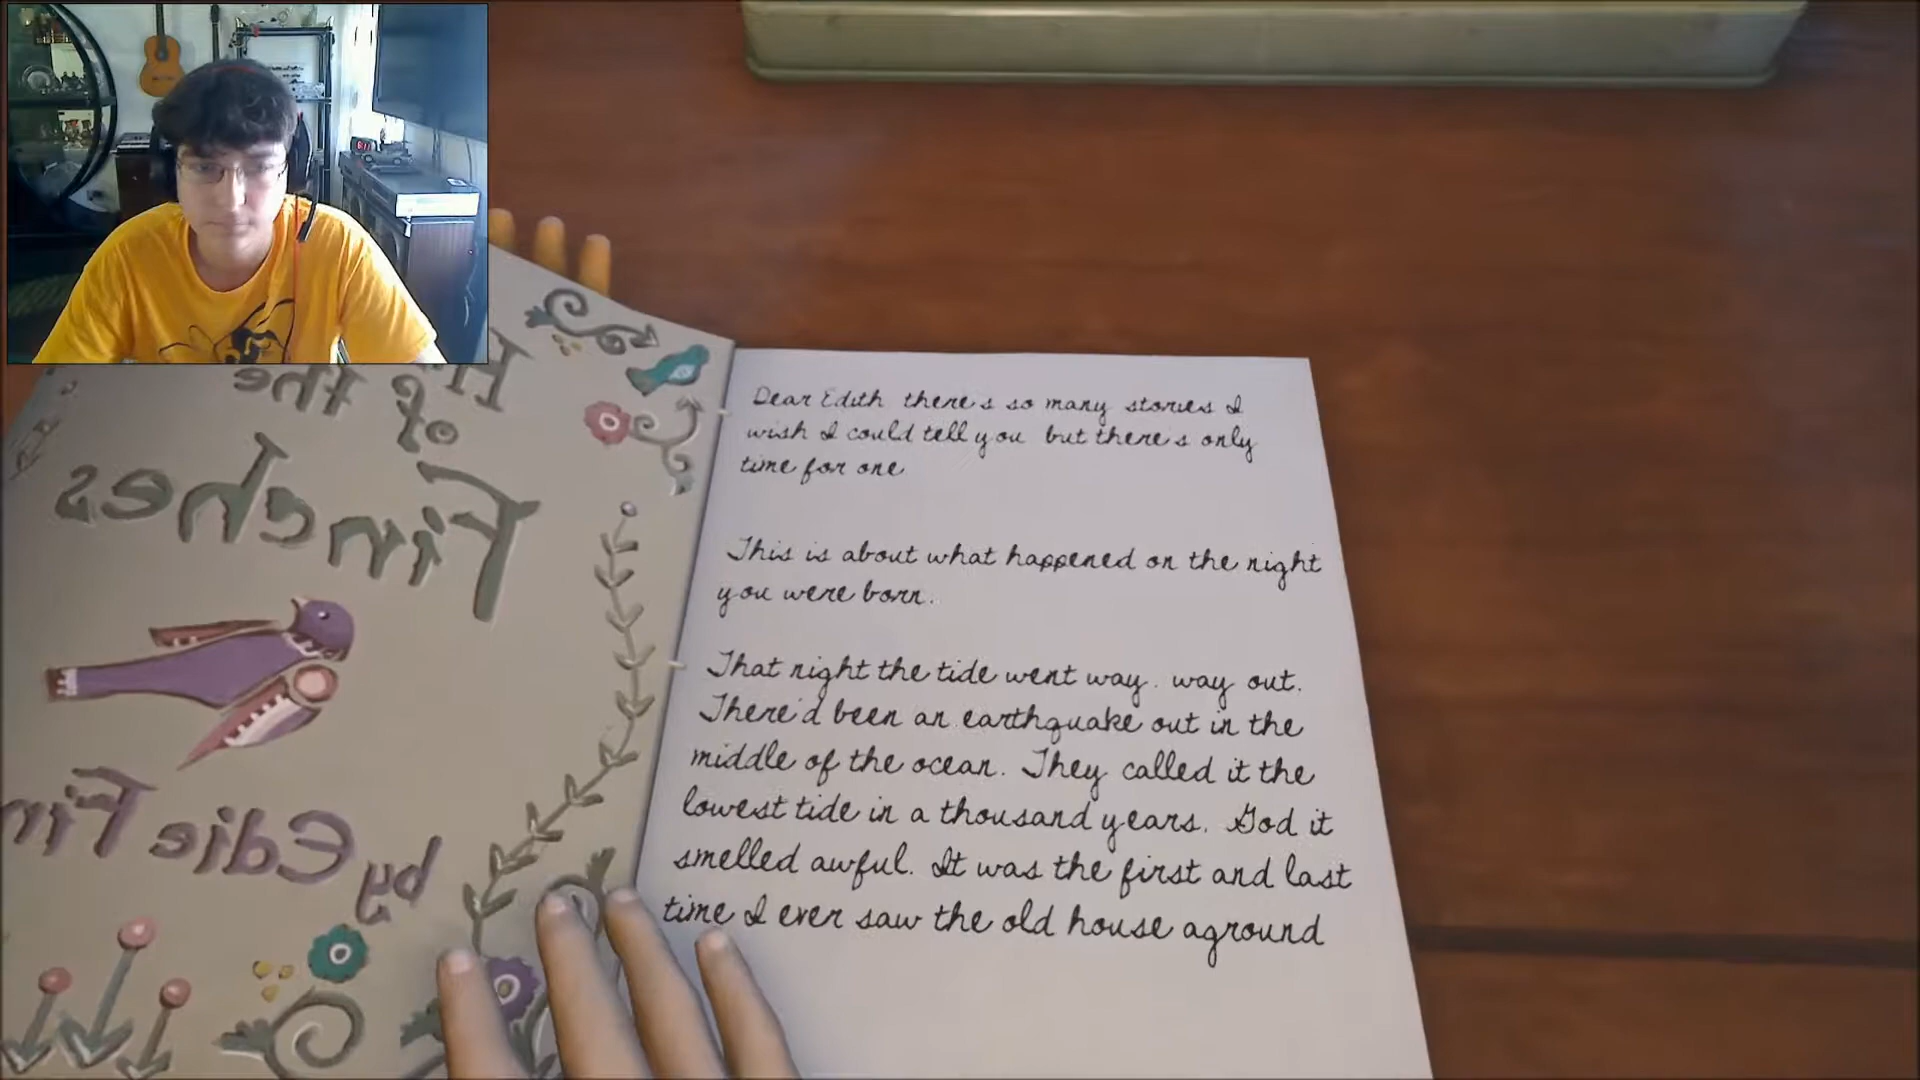 Hi
of the
Finches
by Edie Fin
Dear Edith there s so many stories I
wish I could tell you but there s only
time for one
This is about what happened on the night
you were born.
That night the tide went way. way out.
There'd been an earthquake out in the
middle of the ocean. They called it the
lowest tide in a thousand years. God it
smelled awful. It was the first and last
time I ever saw the old house aground